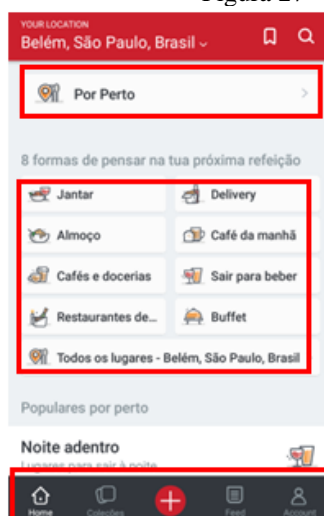 YOUR LOCATION
Belém, São Paulo, Brasil
Por Perto
8 formas de pensar na tua próxima refeição
Jantar
Delivery
Almoço
Café da manhã
Cafés e docerias
Sair para beber
Restaurantes de...
Buffet
Todos os lugares - Belém, São Paulo, Brasil
Populares por perto
Noite adentro
Lugares para sair à noite
Home
Coleções
Feed
Account